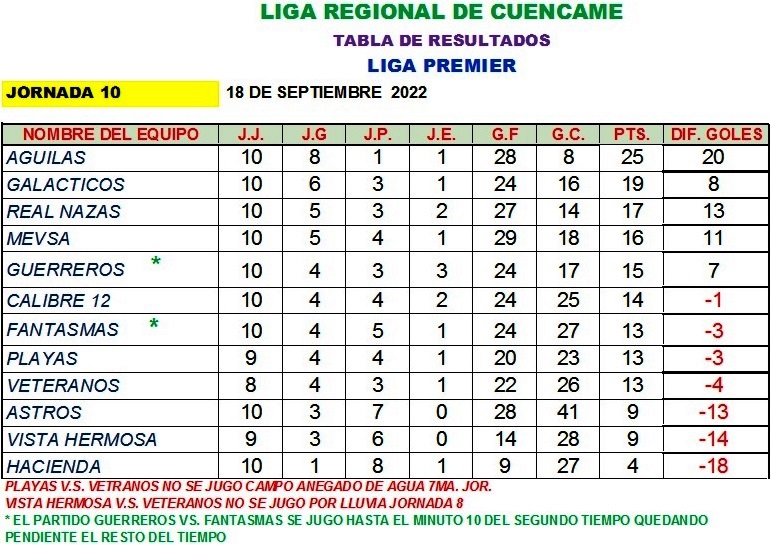 LIGA REGIONAL DE CUENCAME
TABLA DE RESULTADOS
LIGA PREMIER
JORNADA 10 18 DE SEPTIEMBRE 2022
NOMBRE DEL EQUIPO J.J. J.G J.P. J.E. G.F G.C. PTS. DIF. GOLES
AGUILAS 10 8 1 1 28 8 25 20
GALACTICOS 10 6 3 1 24 16 19 8
REAL NAZAS 10 5 3 2 27 14 17 13
MEVSA 10 5 4 1 29 18 16 11
GUERREROS * 10 4 3 3 24 17 15 7
CALIBRE 12 10 4 4 2 24 25 14 -1
FANTASMAS * 10 4 5 1 24 27 13 -3
PLAYAS 9 4 4 1 20 23 13 -3
VETERANOS 8 4 3 1 22 26 13 -4
ASTROS 10 3 7 0 28 41 9 -13
VISTA HERMOSA 9 3 6 0 14 28 9 -14
HACIENDA 10 1 8 1 9 27 4 -18
PLAYAS V.S. VETRANOS NO SE JUGO CAMPO ANEGADO DE AGUA 7MA. JOR.
VISTA HERMOSA V.S. VETERANOS NO SE JUGO POR LLUVIA JORNADA 8
* EL PARTIDO GUERREROS VS. FANTASMAS SE JUGO HASTA EL MINUTO 10 DEL SEGUNDO TIEMPO QUEDANDO
PENDIENTE EL RESTO DEL TIEMPO